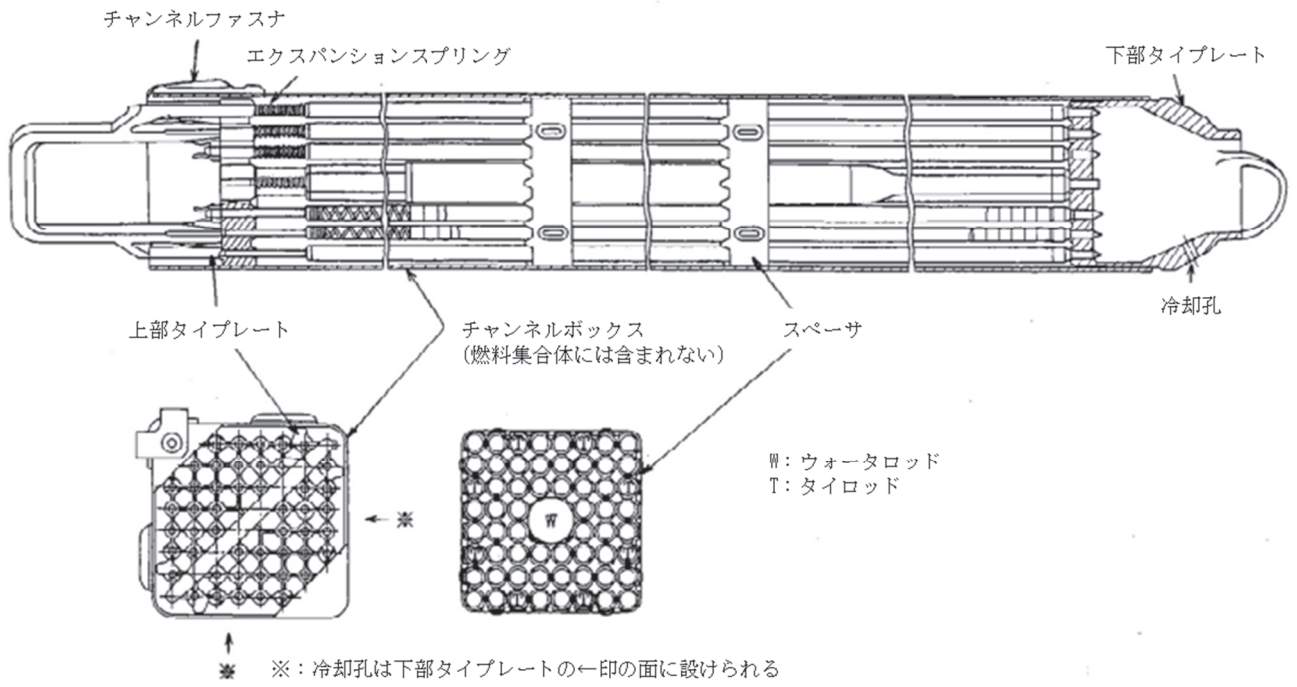 チャンネルファスナ
エクスパンションスプリング
下部タイプレート
上部タイプレート
チャンネルボックス
(燃料集合体には含まれない)
スペーサ
冷却孔
W
T
T
T
T
T
T
T
T
W:ウォータロッド
T:タイロッド
※
※
※:冷却孔は下部タイプレートの←印の面に設けられる